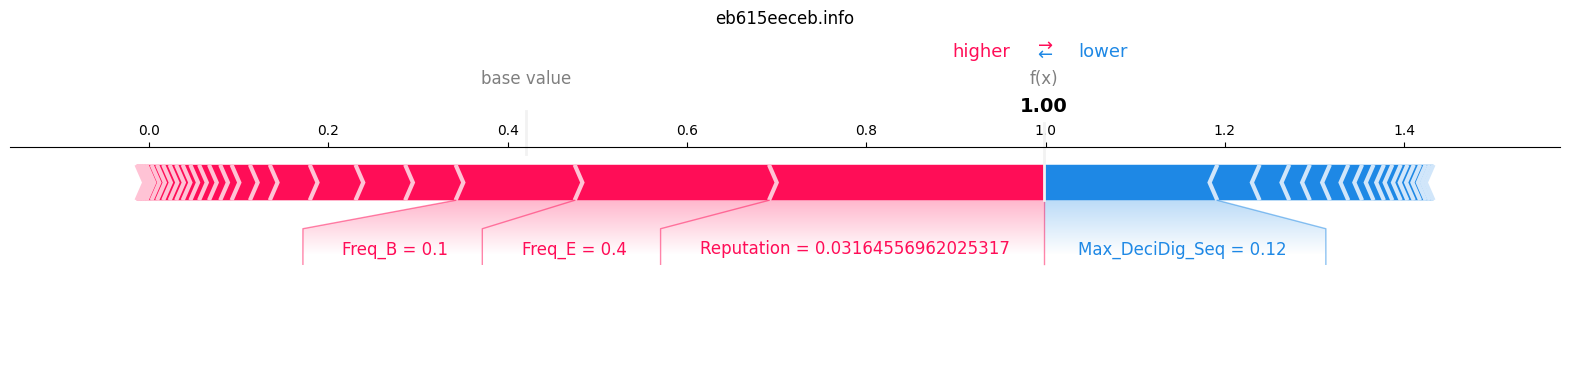 eb615eeceb.info
higher → ← lower
base value f(x)
1.00
0.0 0.2 0.4 0.6 0.8 1.0 1.2 1.4
Freq_B = 0.1 Freq_E = 0.4 Reputation = 0.03164556962025317 Max_DeciDig_Seq = 0.12